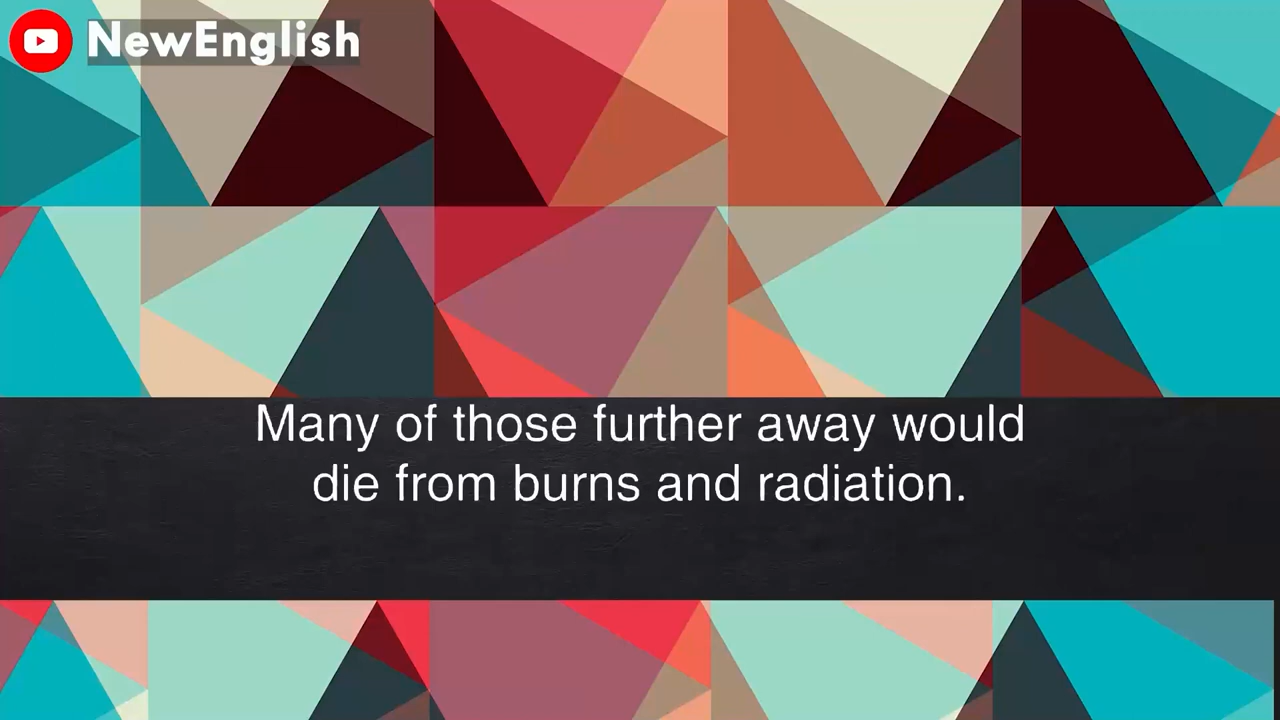 NewEnglish
Many of those further away would
die from burns and radiation.